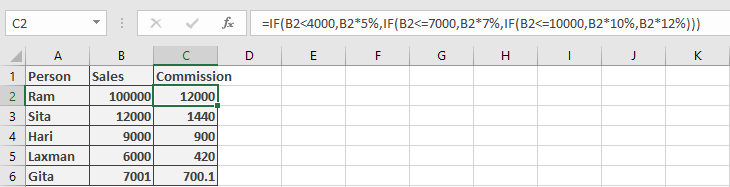 C2 fx =IF(B2<4000,B2*5%,IF(B2<=7000,B2*7%,IF(B2<=10000,B2*10%,B2*12%)))
A B C D E F G H I J K
1 Person Sales Commission
2 Ram 100000 12000
3 Sita 12000 1440
4 Hari 9000 900
5 Laxman 6000 420
6 Gita 7001 700.1